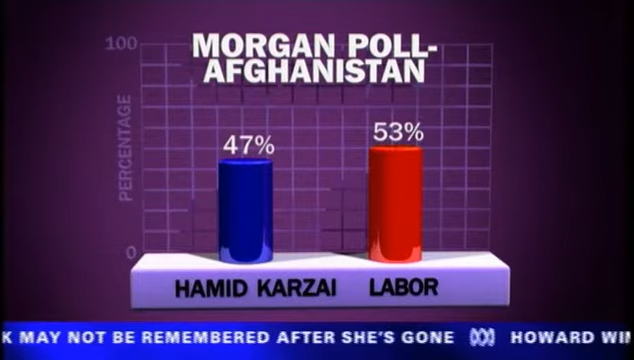 MORGAN POLL-
AFGHANISTAN
100
PERCENTAGE
0
47%
53%
HAMID KARZAI
LABOR
K MAY NOT BE REMEMBERED AFTER SHE'S GONE HOWARD WIN